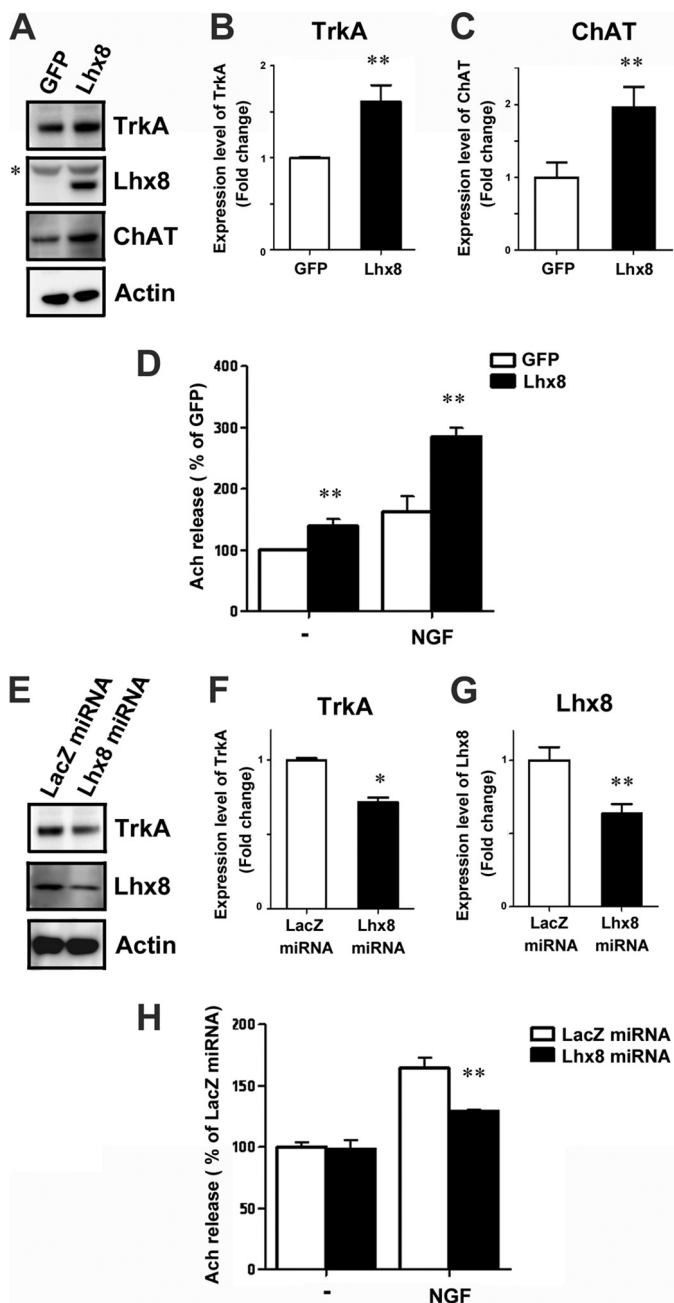 A
GFP
Lhx8
TrkA
*
Lhx8
ChAT
Actin
B
TrkA
Expression level of TrkA
(Fold change)
2
1
0
**
GFP
Lhx8
C
ChAT
Expression level of ChAT
(Fold change)
2
1
0
**
GFP
Lhx8
D
GFP
Lhx8
Ach release ( % of GFP)
400
300
200
100
0
**
**
-
NGF
E
LacZ miRNA
Lhx8 miRNA
TrkA
Lhx8
Actin
F
TrkA
Expression level of TrkA
(Fold change)
1
0
*
LacZ
miRNA
Lhx8
miRNA
G
Lhx8
Expression level of Lhx8
(Fold change)
1
0
**
LacZ
miRNA
Lhx8
miRNA
H
LacZ miRNA
Lhx8 miRNA
Ach release ( % of LacZ miRNA)
200
150
100
50
0
**
-
NGF